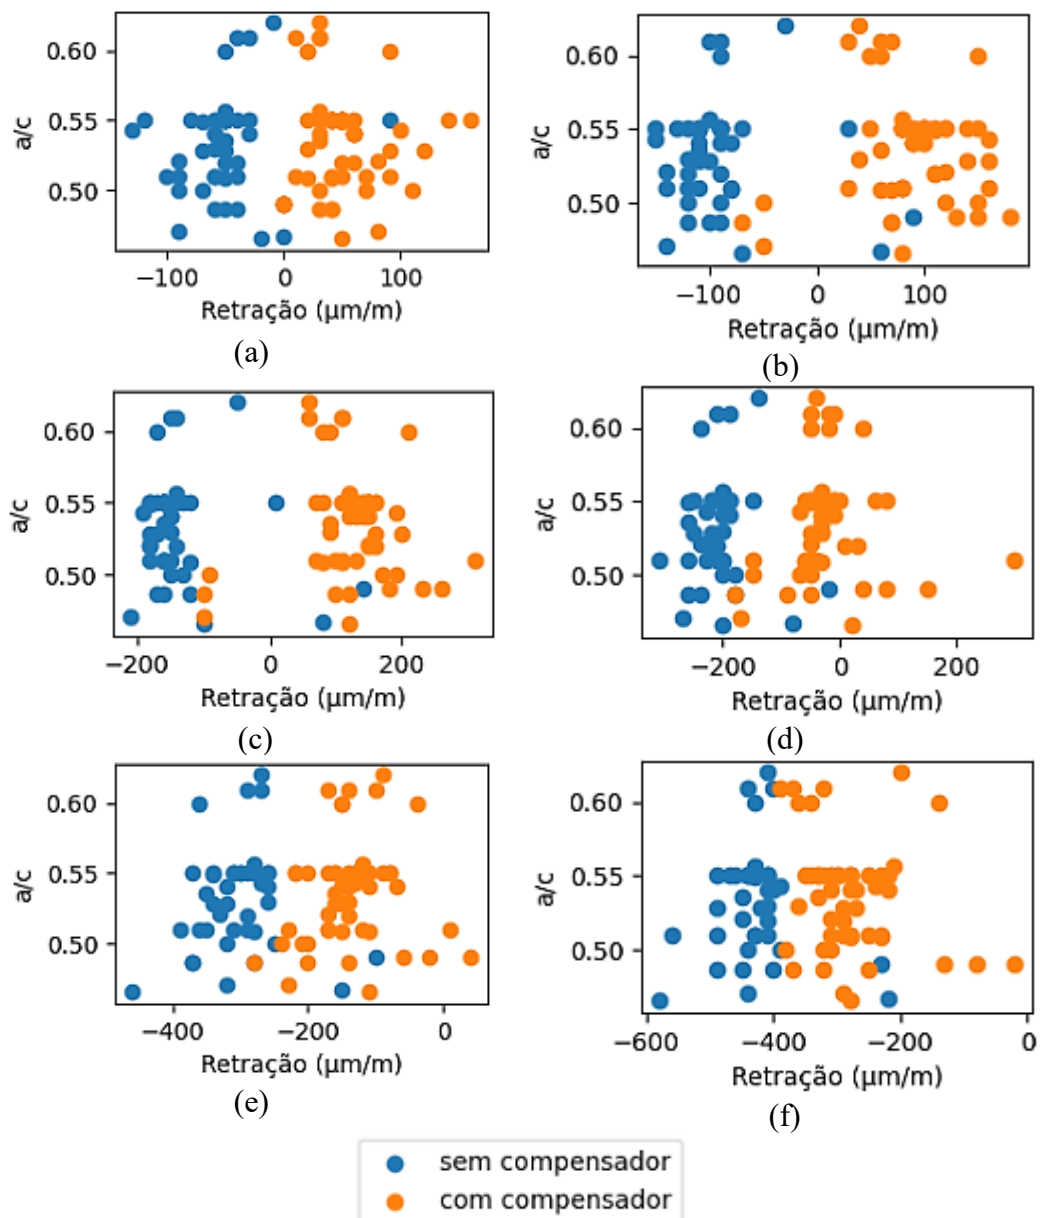 0.60
0.55
0.50
a/c
−100
0
100
Retração (μm/m)
(a)
0.60
0.55
0.50
a/c
−100
0
100
Retração (μm/m)
(b)
0.60
0.55
0.50
a/c
−200
0
200
Retração (μm/m)
(c)
0.60
0.55
0.50
a/c
−200
0
200
Retração (μm/m)
(d)
0.60
0.55
0.50
a/c
−400
−200
0
Retração (μm/m)
(e)
0.60
0.55
0.50
a/c
−600
−400
−200
0
Retração (μm/m)
(f)
sem compensador
com compensador